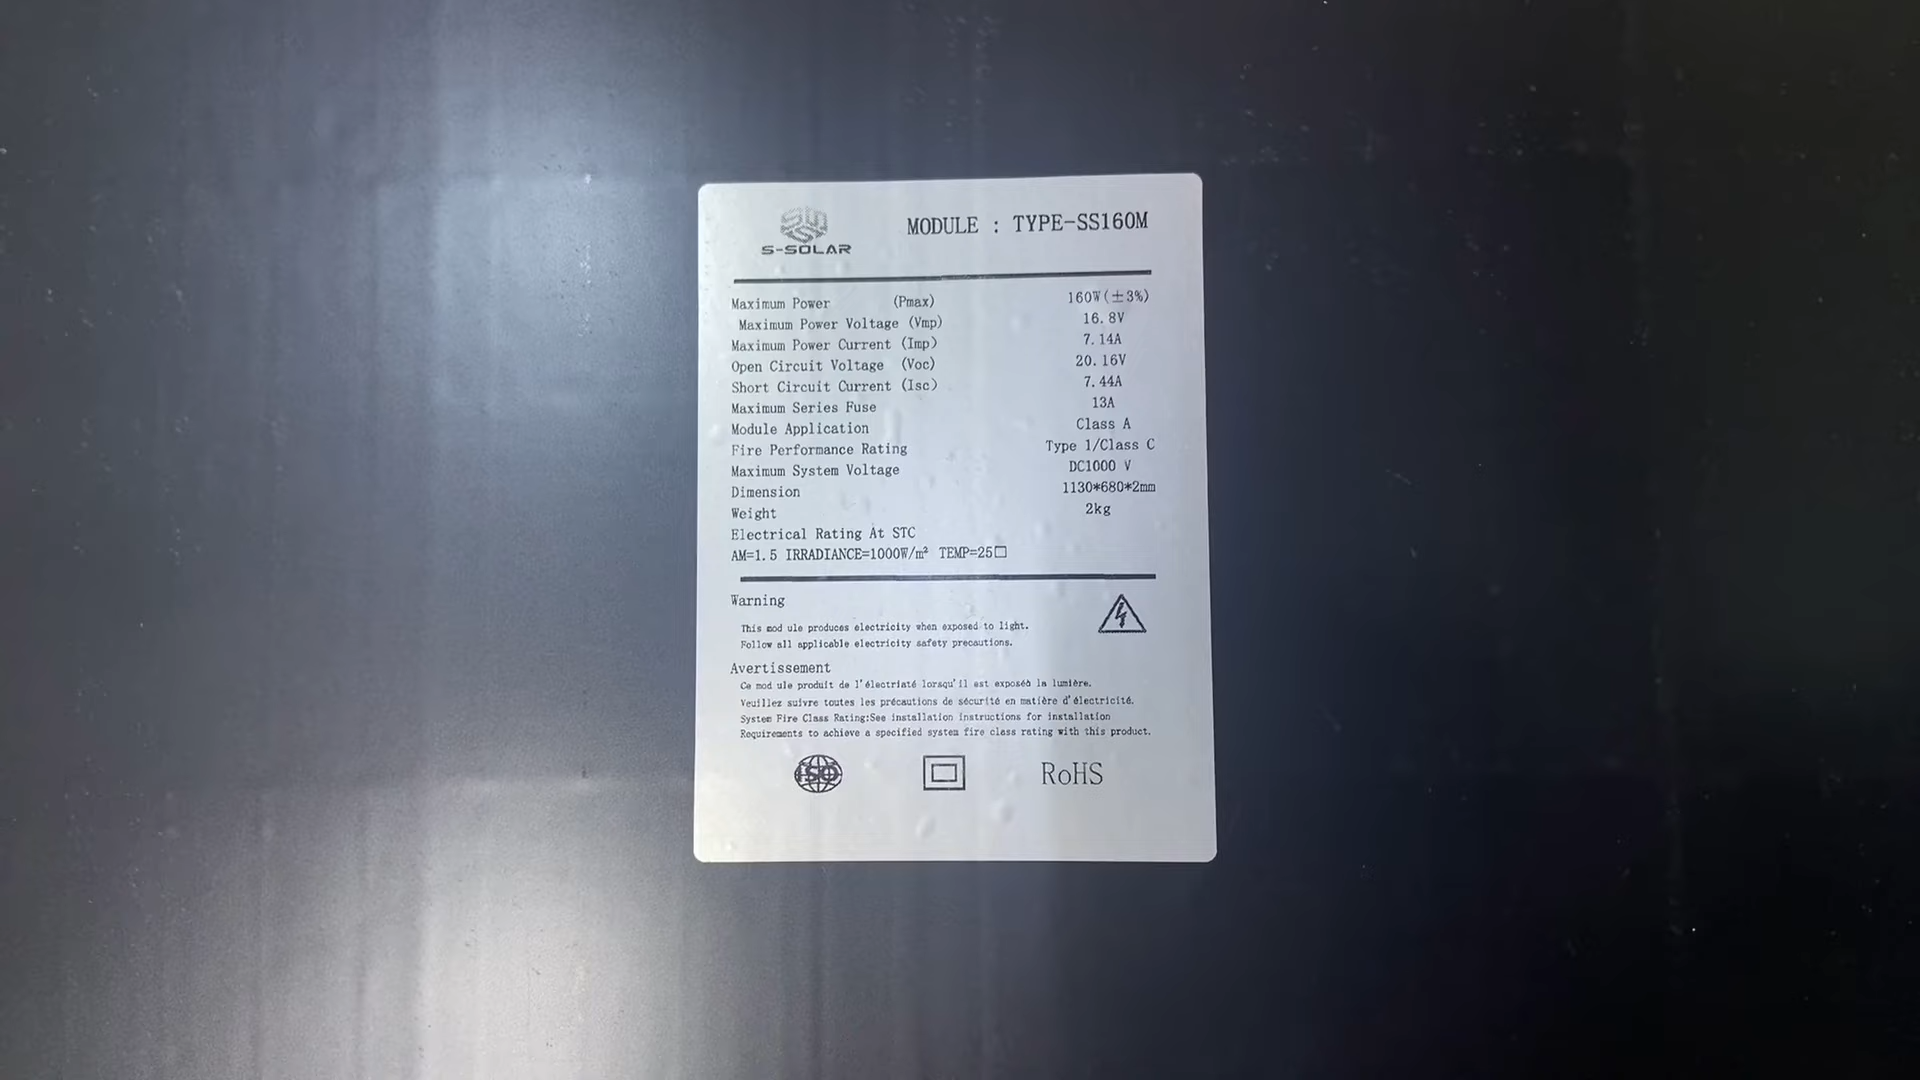 S-SOLAR
MODULE : TYPE-SS160M
Maximum Power (Pmax) 160W(±3%)
Maximum Power Voltage (Vmp) 16.8V
Maximum Power Current (Imp) 7.14A
Open Circuit Voltage (Voc) 20.16V
Short Circuit Current (Isc) 7.44A
Maximum Series Fuse 13A
Module Application Class A
Fire Performance Rating Type 1/Class C
Maximum System Voltage DC1000 V
Dimension 1130*680*2mm
Weight 2kg
Electrical Rating At STC
AM=1.5 IRRADIANCE=1000W/m² TEMP=25□
Warning
This mod ule produces electricity when exposed to light.
Follow all applicable electricity safety precautions.
Avertissement
Ce mod ule produit de l'électriaté lorsqu'il est exposéà la lumière.
Veuillez suivre toutes les précautions de sécurité en matière d'électricité.
System Fire Class Rating:See installation instructions for installation
Requirements to achieve a specified system fire class rating with this product.
ISO
RoHS